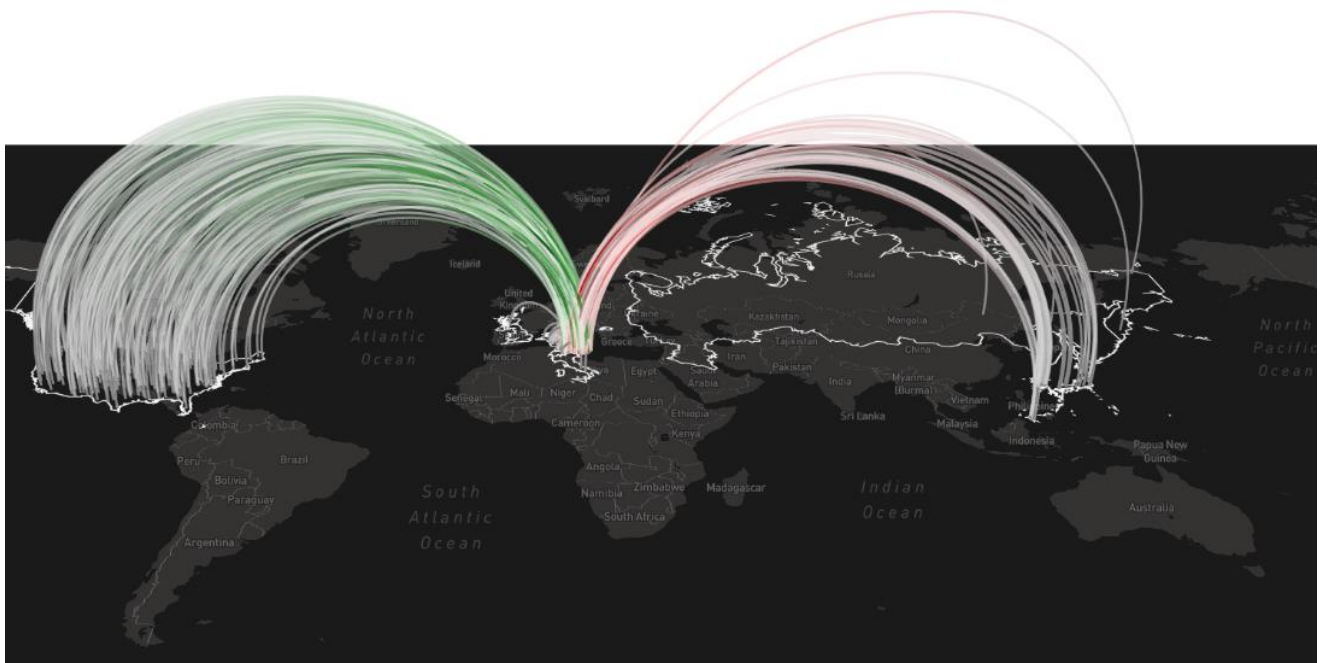 Svalbard
Iceland
Russia
United
Kingdom
North
Atlantic
Ocean
Kazakhstan
Mongolia
North
Pacific
Ocean
Greece
Tajikistan
China
Morocco
Iran
Pakistan
Egypt
Saudi
Arabia
India
Myanmar
(Burma)
Senegal
Mali
Niger
Chad
Sudan
Vietnam
Ethiopia
Sri Lanka
Malaysia
Colombia
Cameroon
Kenya
Indonesia
Papua New
Guinea
Peru
Brazil
Angola
Bolivia
Paraguay
Namibia
Zimbabwe
Madagascar
South
Atlantic
Ocean
Indian
Ocean
Australia
South Africa
Argentina